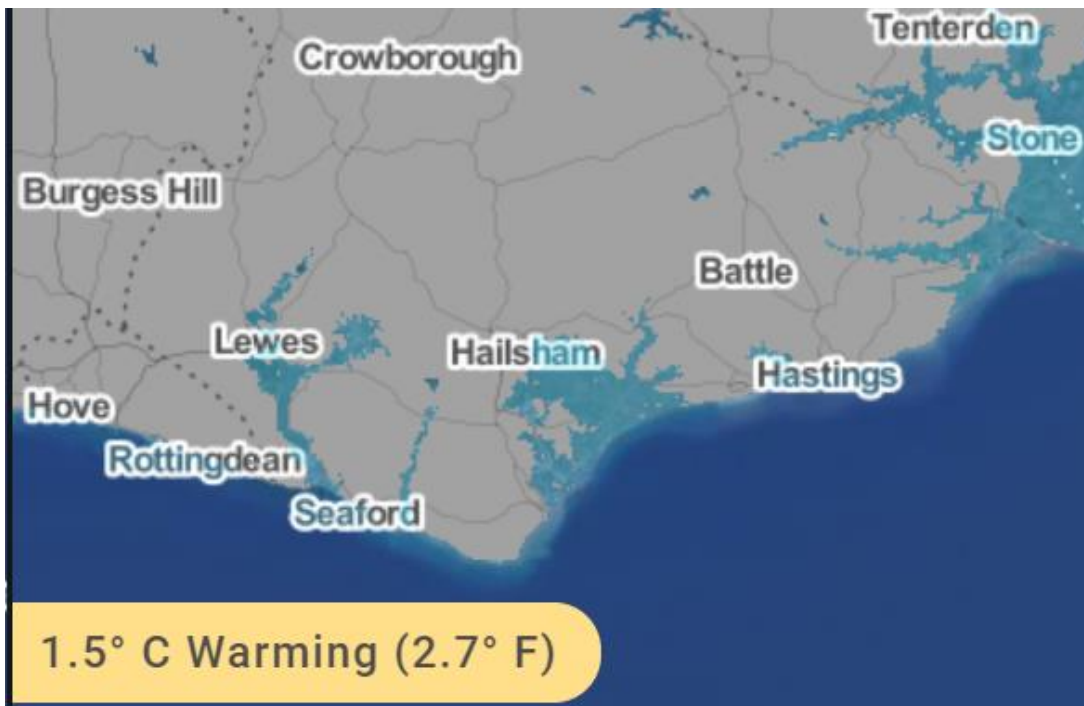 Tenterden
Crowborough
Stone
Burgess Hill
Battle
Lewes
Hailsham
Hastings
Hove
Rottingdean
Seaford
1.5° C Warming (2.7° F)